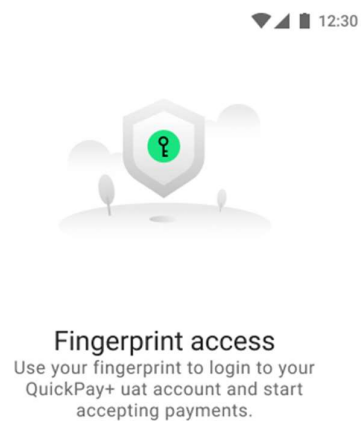 12:30
Fingerprint access
Use your fingerprint to login to your
QuickPay+ uat account and start
accepting payments.